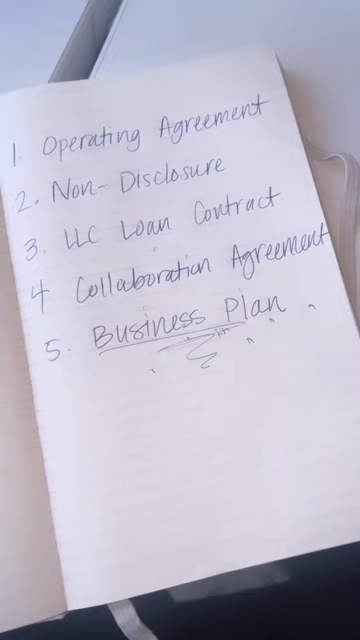 1. Operating Agreement
2. Non-Disclosure
3. LLC Loan Contract
4 Collaboration Agreement
5. Business Plan